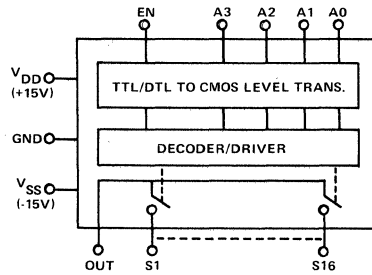 EN A3 A2 A1 A0
VDD
(+15V)
TTL/DTL TO CMOS LEVEL TRANS.
GND
DECODER/DRIVER
VSS
(-15V)
OUT S1 S16